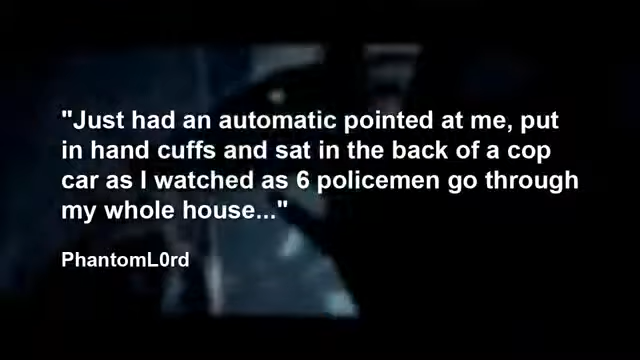 "Just had an automatic pointed at me, put
in hand cuffs and sat in the back of a cop
car as I watched as 6 policemen go through
my whole house..."
PhantomL0rd